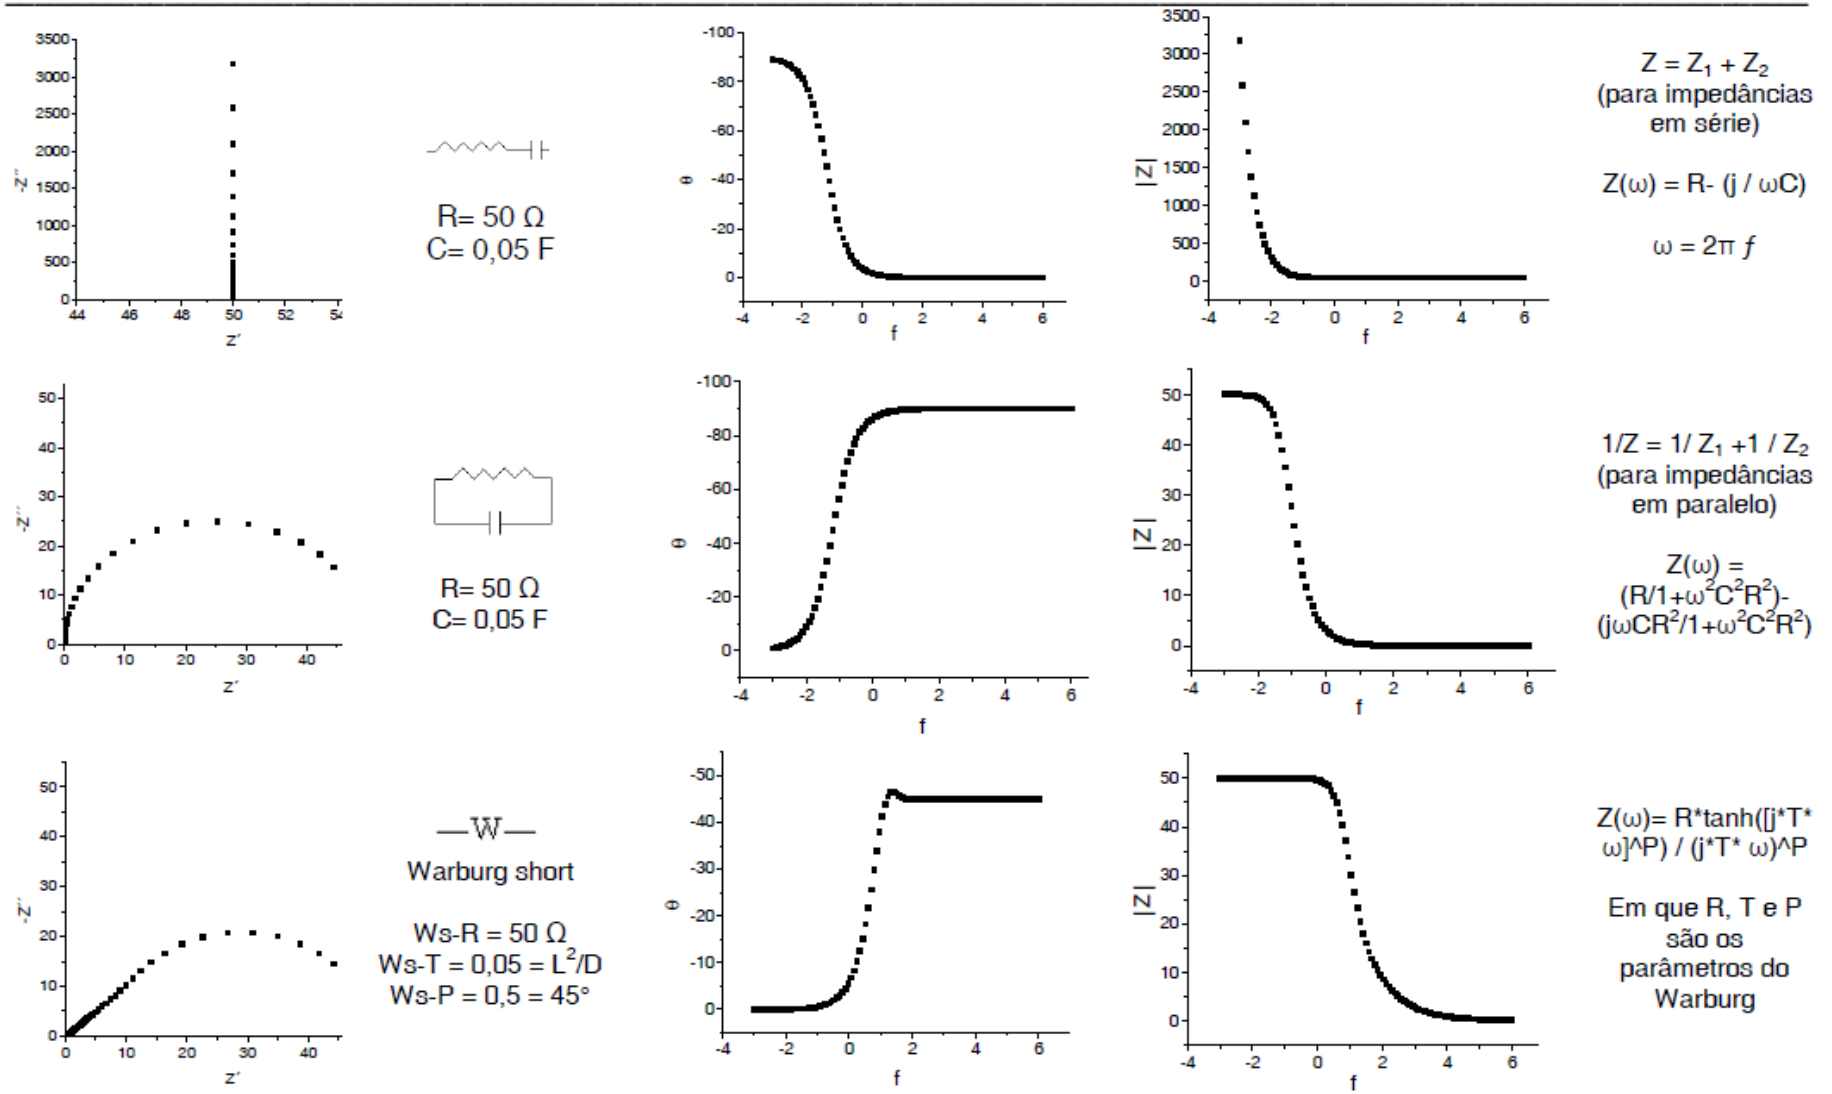 3500
3000
2500
2000
1500
1000
500
0
-Z''
44 46 48 50 52 54
z´
R= 50 Ω
C= 0,05 F
-100
-80
-60
-40
-20
0
θ
-4 -2 0 2 4 6
f
3500
3000
2500
2000
1500
1000
500
0
|Z|
-4 -2 0 2 4 6
f
Z = Z₁ + Z₂
(para impedâncias
em série)
Z(ω) = R- (j / ωC)
ω = 2π ƒ
50
40
30
20
10
0
-Z´´
0 10 20 30 40
z´
R= 50 Ω
C= 0,05 F
-100
-80
-60
-40
-20
0
θ
-4 -2 0 2 4 6
f
50
40
30
20
10
0
|Z|
-4 -2 0 2 4 6
f
1/Z = 1/ Z₁ +1 / Z₂
(para impedâncias
em paralelo)
Z(ω) =
(R/1+ω²C²R²)-
(jωCR²/1+ω²C²R²)
50
40
30
20
10
0
-Z´´
0 10 20 30 40
z´
W
Warburg short
Ws-R = 50 Ω
Ws-T = 0,05 = L²/D
Ws-P = 0,5 = 45°
-50
-40
-30
-20
-10
0
θ
-4 -2 0 2 4 6
f
50
40
30
20
10
0
|Z|
-4 -2 0 2 4 6
f
Z(ω)= R*tanh([j*T*
ω]^P) / (j*T* ω)^P
Em que R, T e P
são os
parâmetros do
Warburg